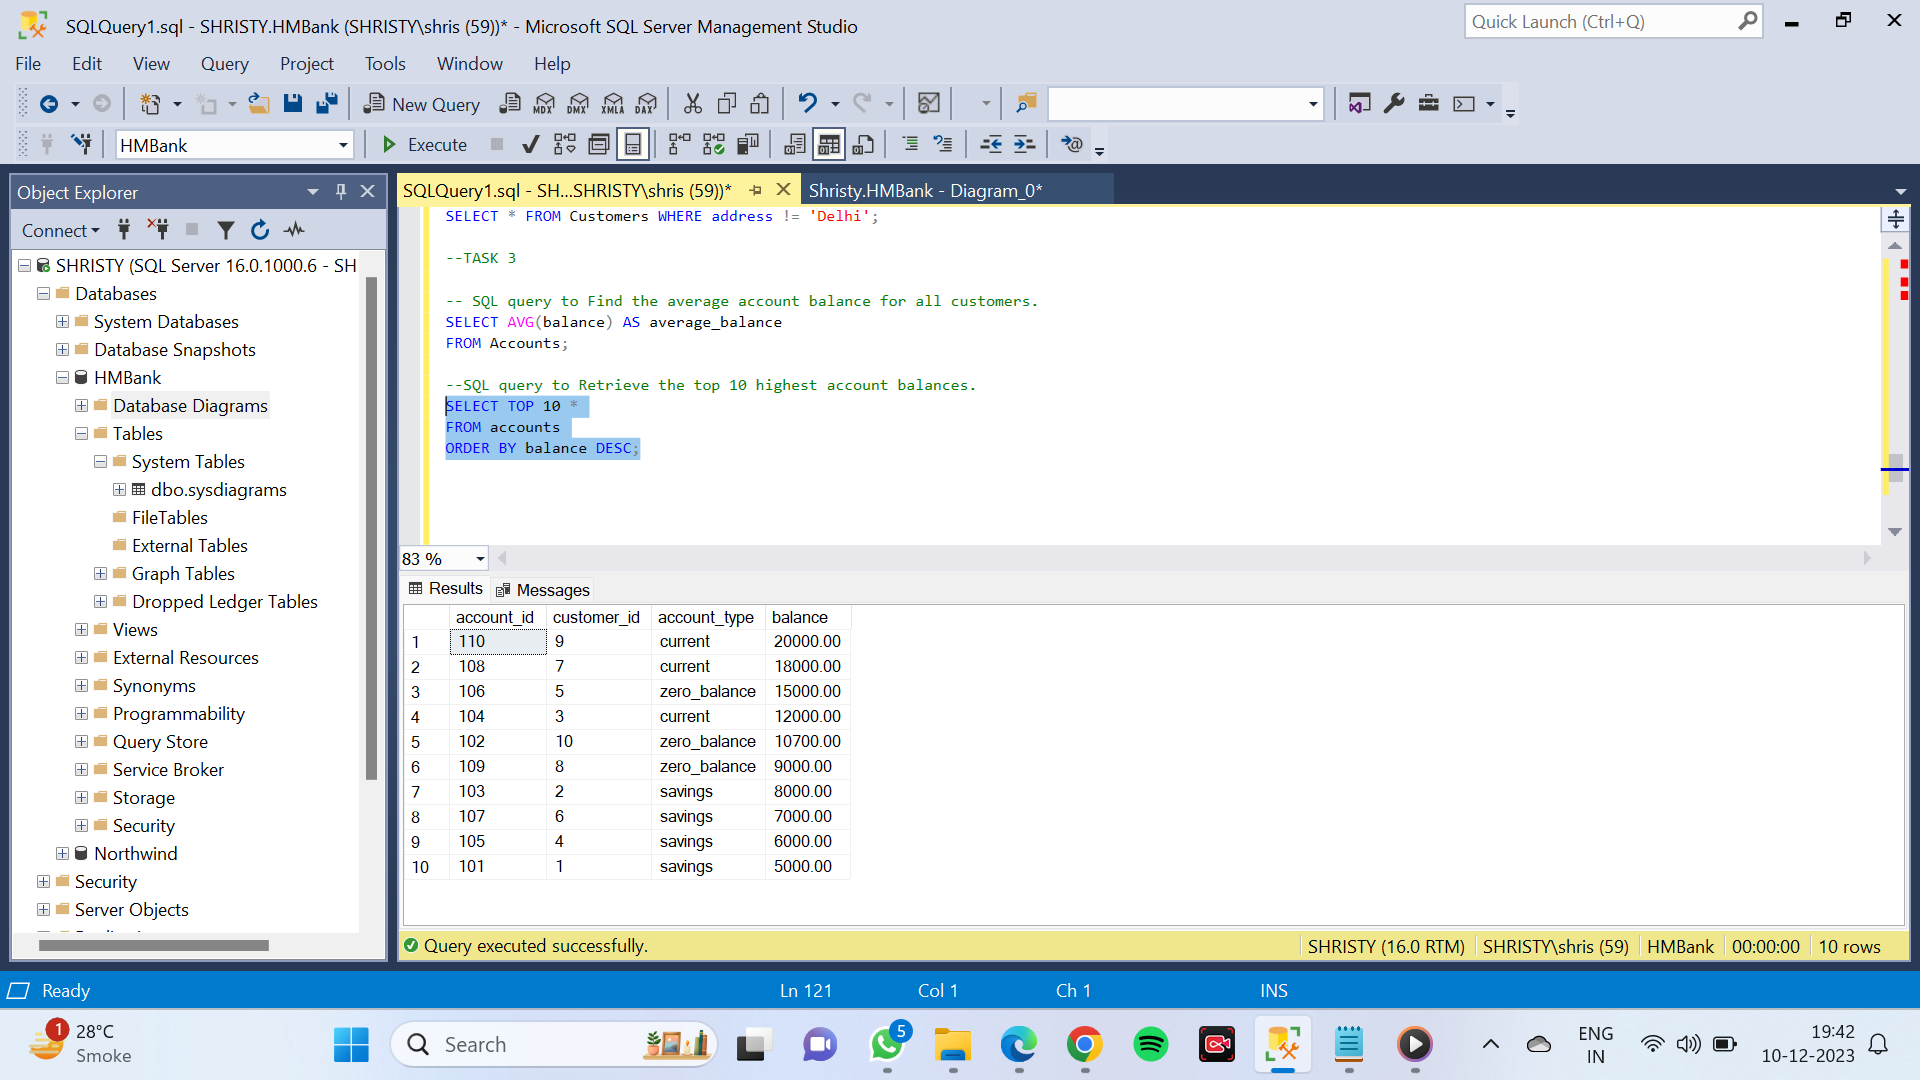 SQLQuery1.sql - SHRISTY.HMBank (SHRISTY\shris (59))* - Microsoft SQL Server Management Studio
Quick Launch (Ctrl+Q)
File Edit View Query Project Tools Window Help
New Query MDX DMX XMLA DAX
HMBank Execute
Object Explorer
Connect
SHRISTY (SQL Server 16.0.1000.6 - SH
Databases
System Databases
Database Snapshots
HMBank
Database Diagrams
Tables
System Tables
dbo.sysdiagrams
FileTables
External Tables
Graph Tables
Dropped Ledger Tables
Views
External Resources
Synonyms
Programmability
Query Store
Service Broker
Storage
Security
Northwind
Security
Server Objects
SQLQuery1.sql - SH...SHRISTY\shris (59))* Shristy.HMBank - Diagram_0*
SELECT * FROM Customers WHERE address != 'Delhi';
--TASK 3
-- SQL query to Find the average account balance for all customers.
SELECT AVG(balance) AS average_balance
FROM Accounts;
--SQL query to Retrieve the top 10 highest account balances.
SELECT TOP 10 *
FROM accounts
ORDER BY balance DESC;
83 %
Results Messages
account_id customer_id account_type balance
1 110 9 current 20000.00
2 108 7 current 18000.00
3 106 5 zero_balance 15000.00
4 104 3 current 12000.00
5 102 10 zero_balance 10700.00
6 109 8 zero_balance 9000.00
7 103 2 savings 8000.00
8 107 6 savings 7000.00
9 105 4 savings 6000.00
10 101 1 savings 5000.00
Query executed successfully. SHRISTY (16.0 RTM) SHRISTY\shris (59) HMBank 00:00:00 10 rows
Ready Ln 121 Col 1 Ch 1 INS
1 28°C
Smoke
Search
5
ENG
IN
19:42
10-12-2023